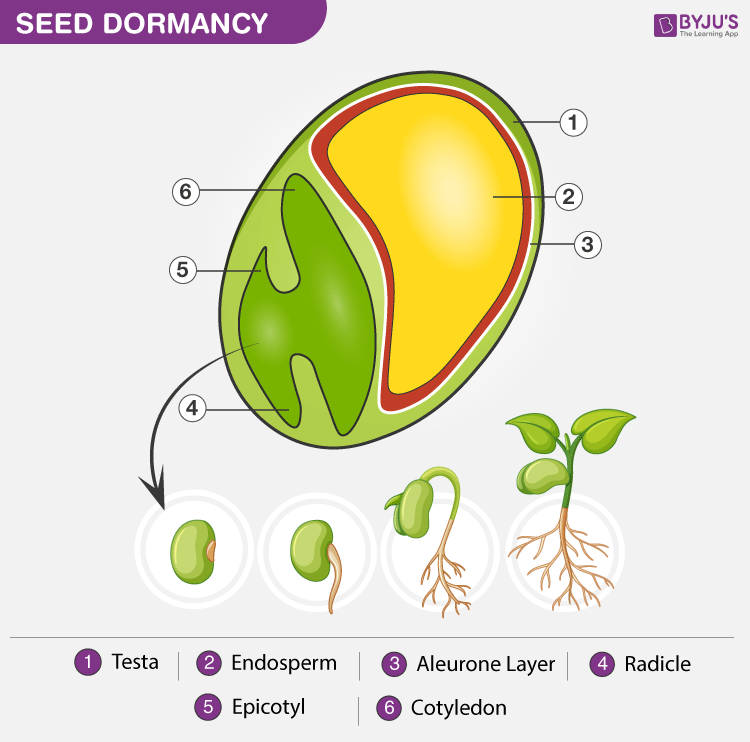 SEED DORMANCY
BYJU'S
The Learning App
1
2
3
6
5
4
1 Testa
2 Endosperm
3 Aleurone Layer
4 Radicle
5 Epicotyl
6 Cotyledon